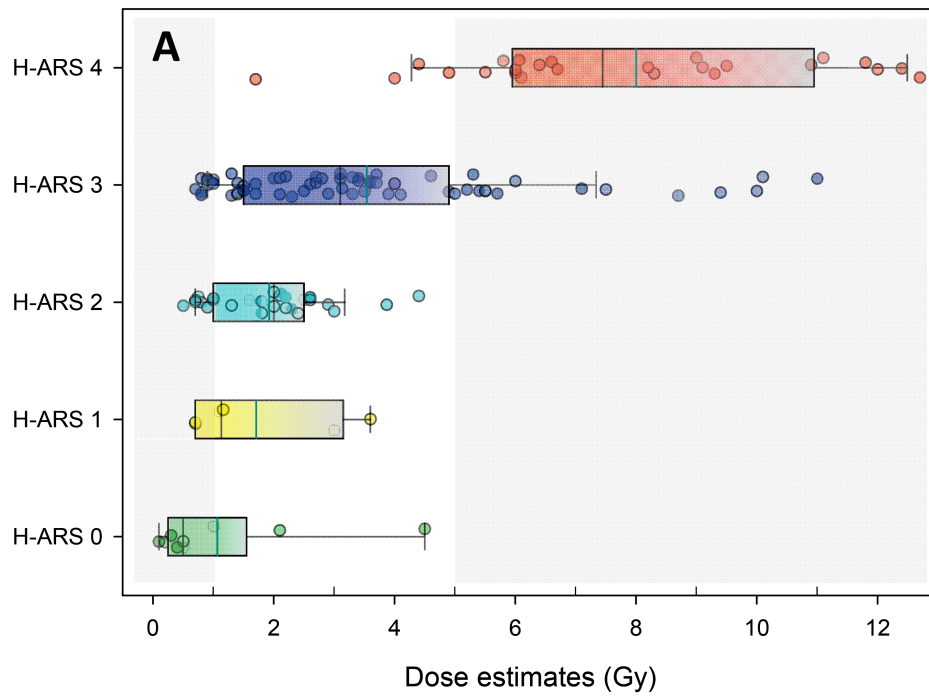 A
H-ARS 4
H-ARS 3
H-ARS 2
H-ARS 1
H-ARS 0
0 2 4 6 8 10 12
Dose estimates (Gy)